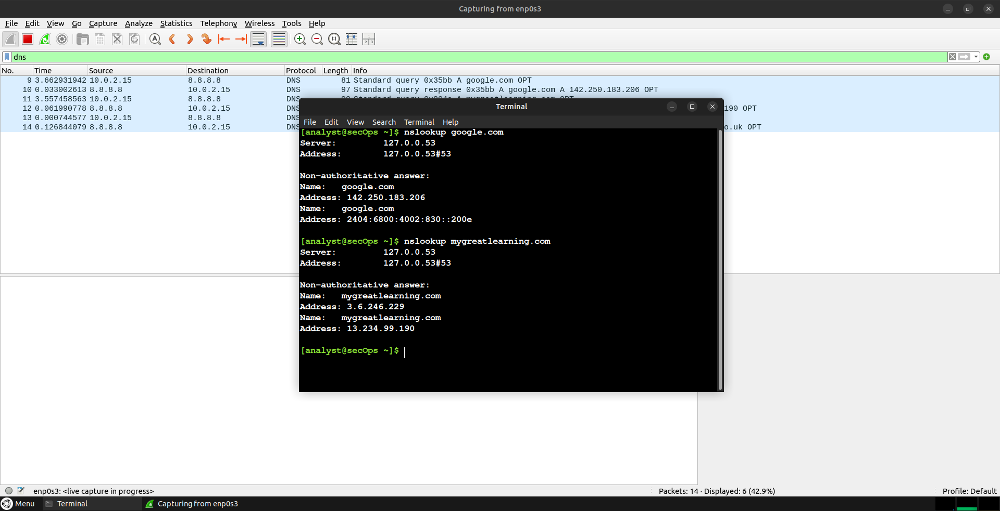 Capturing from enp0s3
File Edit View Go Capture Analyze Statistics Telephony Wireless Tools Help
dns
No. Time Source Destination Protocol Length Info
9 3.662931942 10.0.2.15 8.8.8.8 DNS 81 Standard query 0x35bb A google.com OPT
10 0.033002613 8.8.8.8 10.0.2.15 DNS 97 Standard query response 0x35bb A google.com A 142.250.183.206 OPT
11 3.557458563 10.0.2.15 8.8.8.8 DNS
12 0.061990778 8.8.8.8 10.0.2.15 DNS 190 OPT
13 0.000744577 10.0.2.15 8.8.8.8 DNS
14 0.126844079 8.8.8.8 10.0.2.15 DNS o.uk OPT
Terminal
File Edit View Search Terminal Help
[analyst@secOps ~]$ nslookup google.com
Server: 127.0.0.53
Address: 127.0.0.53#53
Non-authoritative answer:
Name: google.com
Address: 142.250.183.206
Name: google.com
Address: 2404:6800:4002:830::200e
[analyst@secOps ~]$ nslookup mygreatlearning.com
Server: 127.0.0.53
Address: 127.0.0.53#53
Non-authoritative answer:
Name: mygreatlearning.com
Address: 3.6.246.229
Name: mygreatlearning.com
Address: 13.234.99.190
[analyst@secOps ~]$
enp0s3: <live capture in progress>
Packets: 14 · Displayed: 6 (42.9%)
Profile: Default
Menu Terminal Capturing from enp0s3